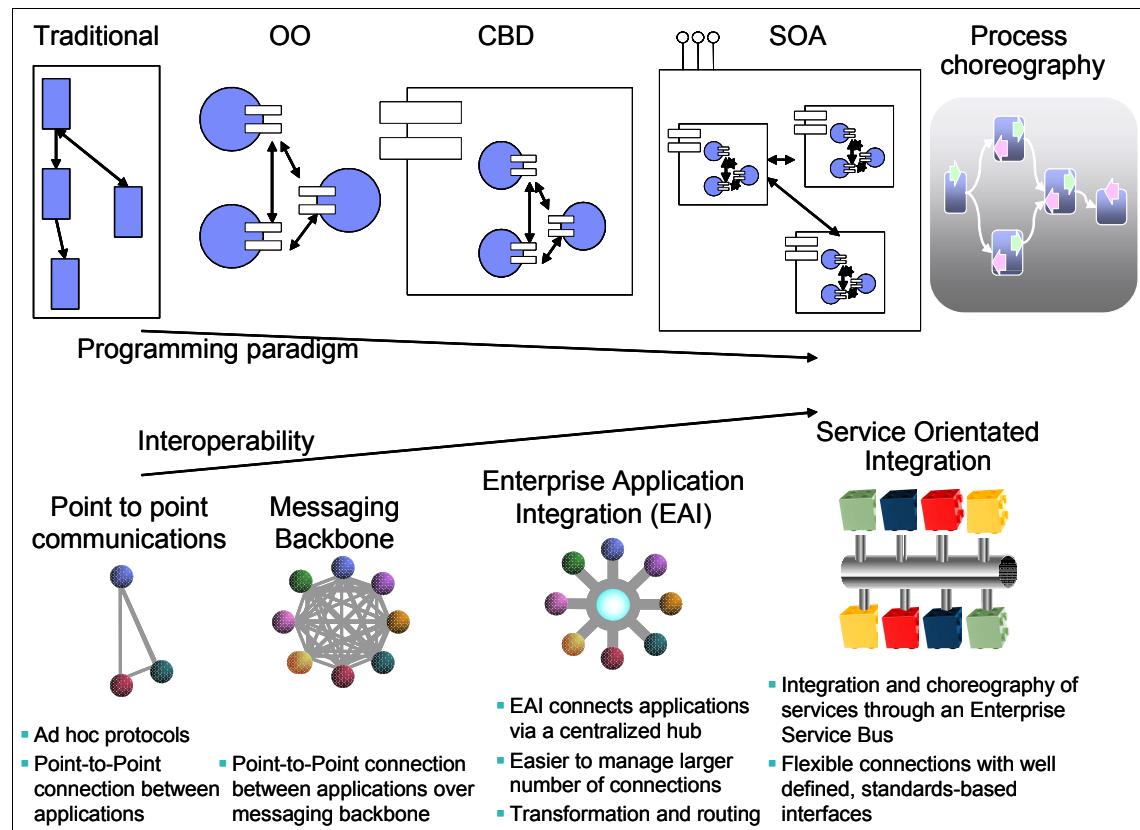 Traditional
OO
CBD
SOA
Process
choreography
Programming paradigm
Interoperability
Point to point
communications
Messaging
Backbone
Enterprise Application
Integration (EAI)
Service Orientated
Integration
Ad hoc protocols
Point-to-Point
connection between
applications
Point-to-Point connection
between applications over
messaging backbone
EAI connects applications
via a centralized hub
Easier to manage larger
number of connections
Transformation and routing
Integration and choreography of
services through an Enterprise
Service Bus
Flexible connections with well
defined, standards-based
interfaces